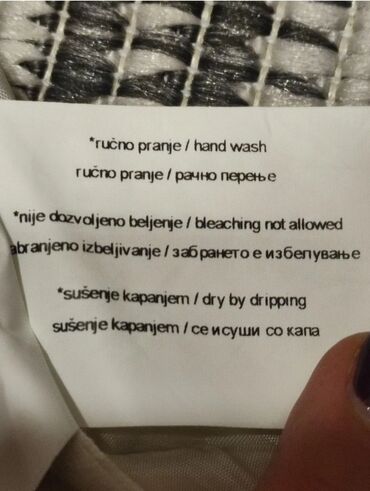 *ručno pranje / hand wash
ručno pranje / рачно перење
*nije dozvoljeno beljenje / bleaching not allowed
abranjeno izbeljivanje / забрането е избелување
*sušenje kapanjem / dry by dripping
sušenje kapanjem / се исуши со капа